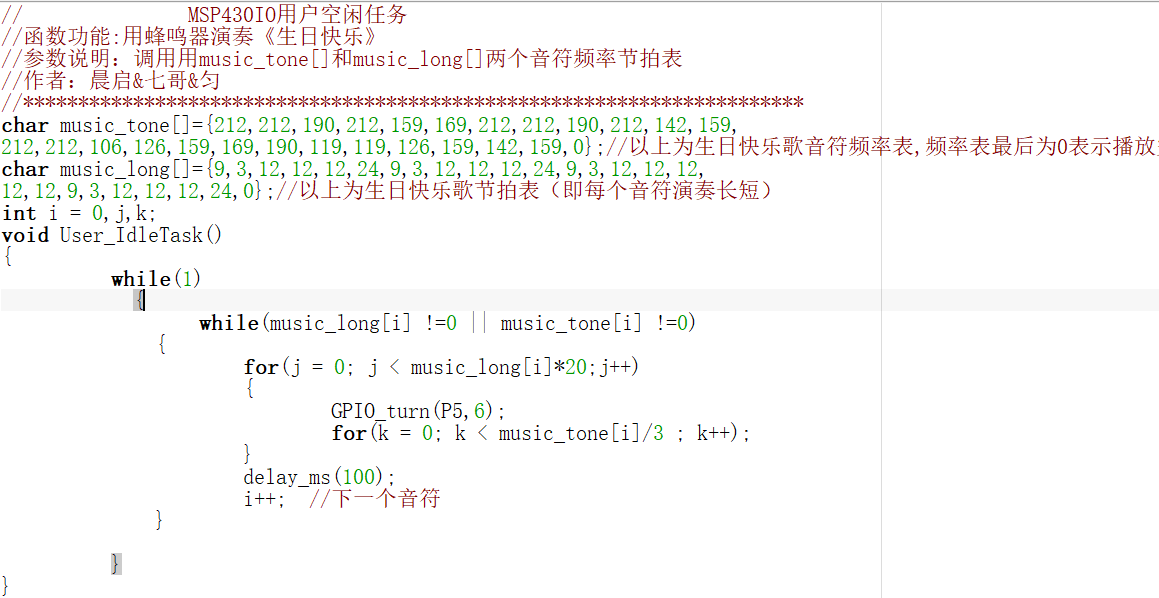 // MSP430IO用户空闲任务
//函数功能:用蜂鸣器演奏《生日快乐》
//参数说明: 调用用music_tone[]和music_long[]两个音符频率节拍表
//作者: 晨启&七哥&匀
//***********************************************************************
char music_tone[]={212,212,190,212,159,169,212,212,190,212,142,159,
212,212,106,126,159,169,190,119,119,126,159,142,159,0};//以上为生日快乐歌音符频率表,频率表最后为0表示播放
char music_long[]={9,3,12,12,12,24,9,3,12,12,12,24,9,3,12,12,12,
12,12,9,3,12,12,12,24,0};//以上为生日快乐歌节拍表（即每个音符演奏长短）
int i = 0,j,k;
void User_IdleTask()
{
while(1)
{
while(music_long[i] !=0 || music_tone[i] !=0)
{
for(j = 0; j < music_long[i]*20;j++)
{
GPIO_turn(P5,6);
for(k = 0; k < music_tone[i]/3 ; k++);
}
delay_ms(100);
i++; //下一个音符
}
}
}